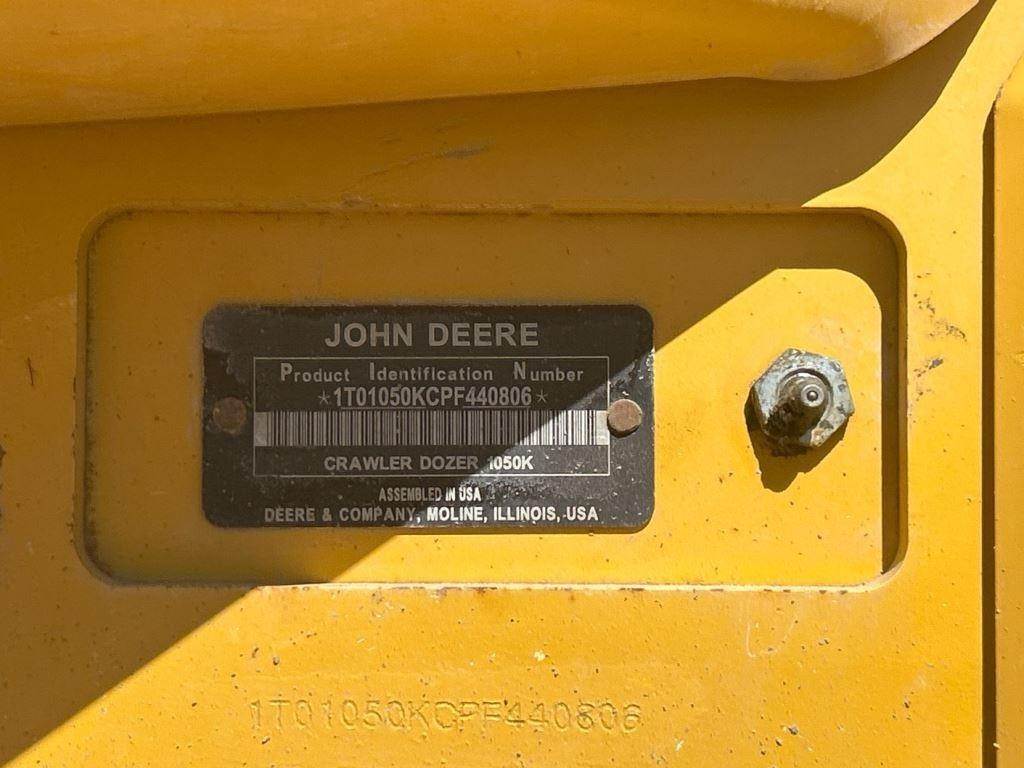 JOHN DEERE
Product Identification Number
*1T01050KCPF440806*
CRAWLER DOZER 1050K
ASSEMBLED IN USA
DEERE & COMPANY, MOLINE, ILLINOIS, USA
1T01050KCPF440806